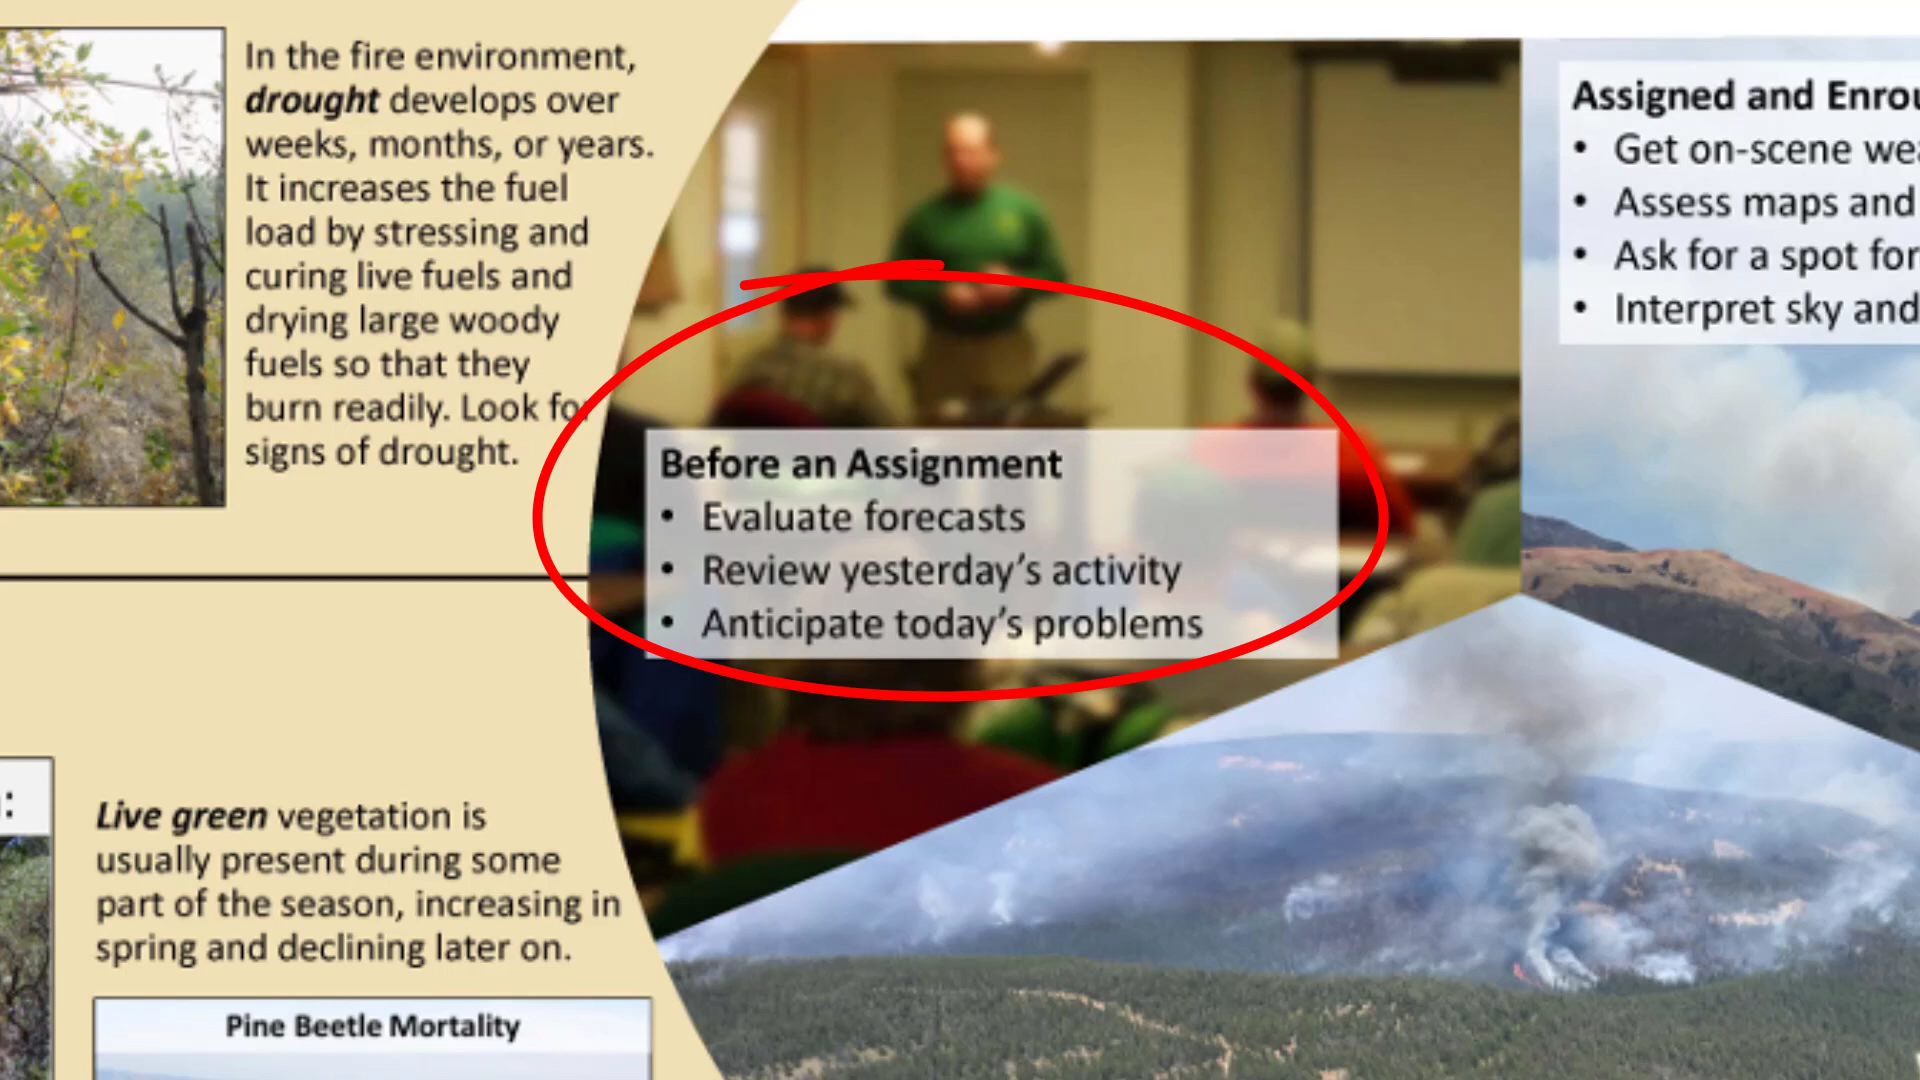 In the fire environment,
drought develops over
weeks, months, or years.
It increases the fuel
load by stressing and
curing live fuels and
drying large woody
fuels so that they
burn readily. Look for
signs of drought.
Before an Assignment
• Evaluate forecasts
• Review yesterday's activity
• Anticipate today's problems
Assigned and
• Get on-scene
• Assess maps and
• Ask for a spot
• Interpret sky and
:
Live green vegetation is
usually present during some
part of the season, increasing in
spring and declining later on.
Pine Beetle Mortality